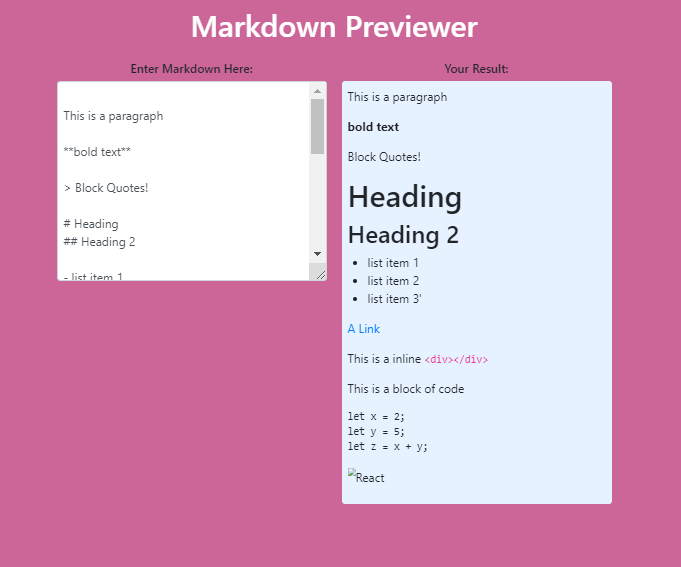 Markdown Previewer
Enter Markdown Here:
This is a paragraph
**bold text**
> Block Quotes!
# Heading
## Heading 2
- list item 1
Your Result:
This is a paragraph
bold text
Block Quotes!
Heading
Heading 2
• list item 1
• list item 2
• list item 3'
A Link
This is a inline <div></div>
This is a block of code
let x = 2;
let y = 5;
let z = x + y;
React